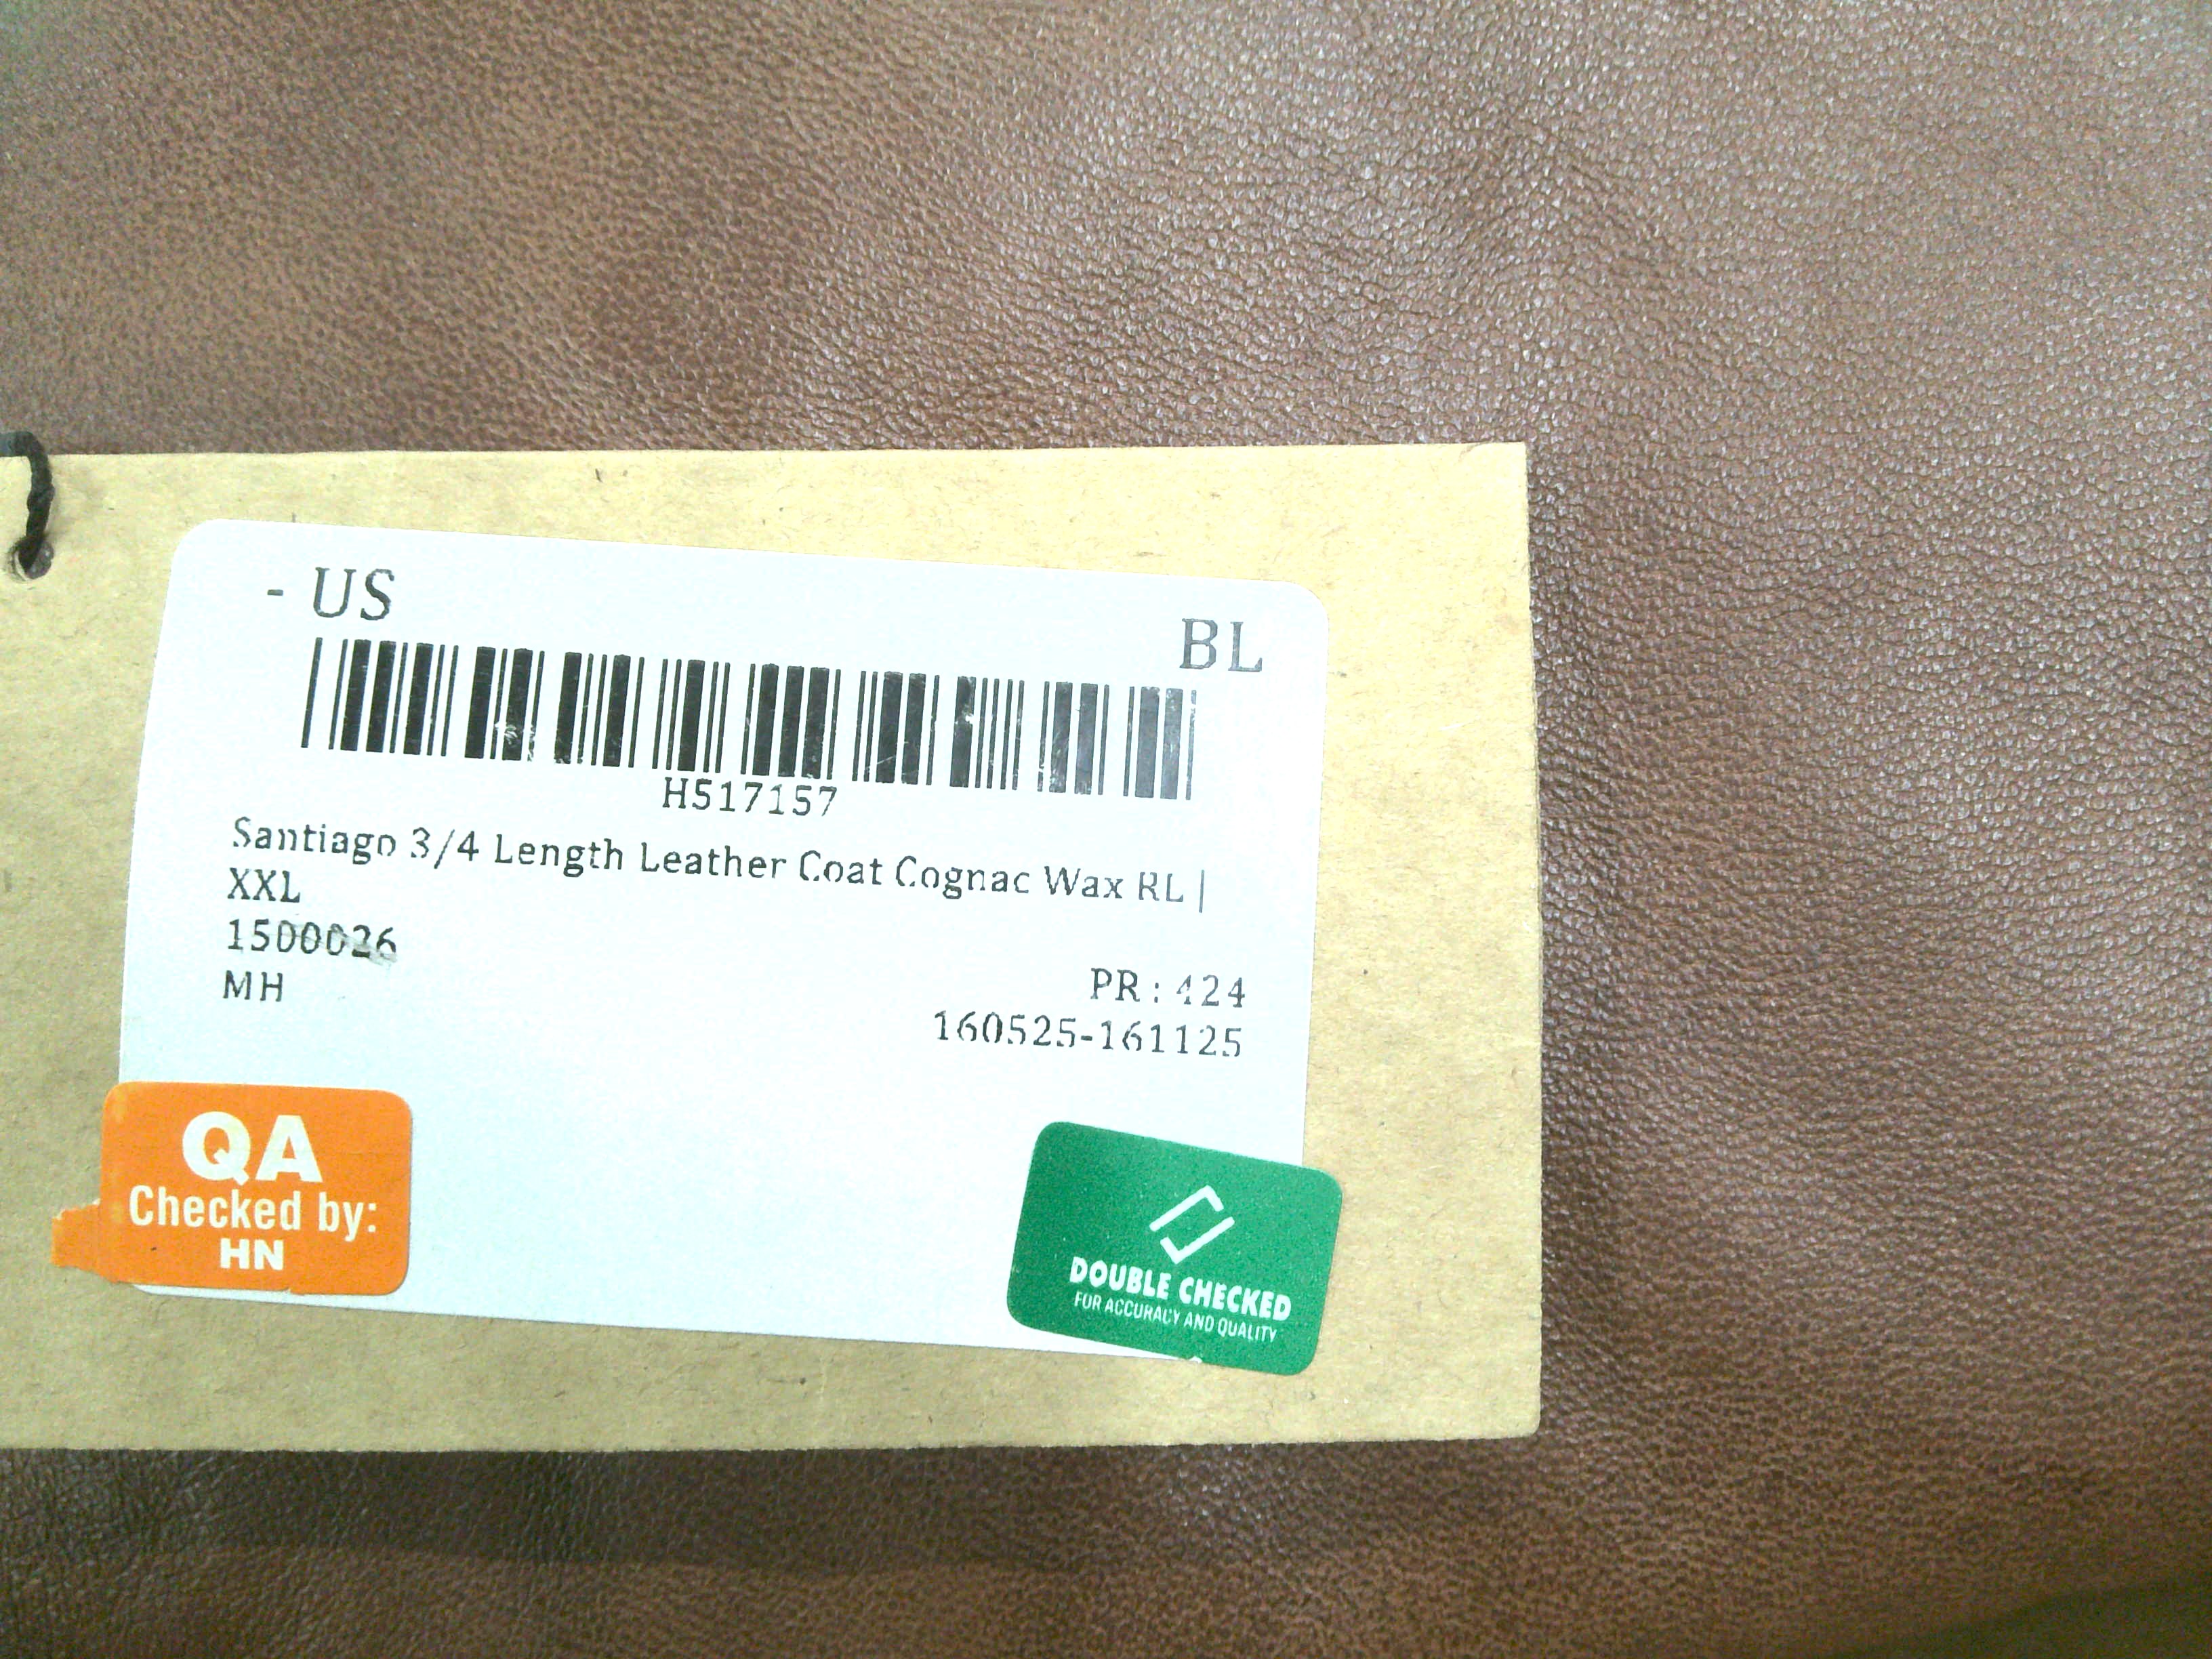 - US
BL
H517157
Santiago 3/4 Length Leather Coat Cognac Wax RL |
XXL
1500026
MH
PR: 424
160525-161125
QA
Checked by:
HN
DOUBLE CHECKED
FOR ACCURACY AND QUALITY